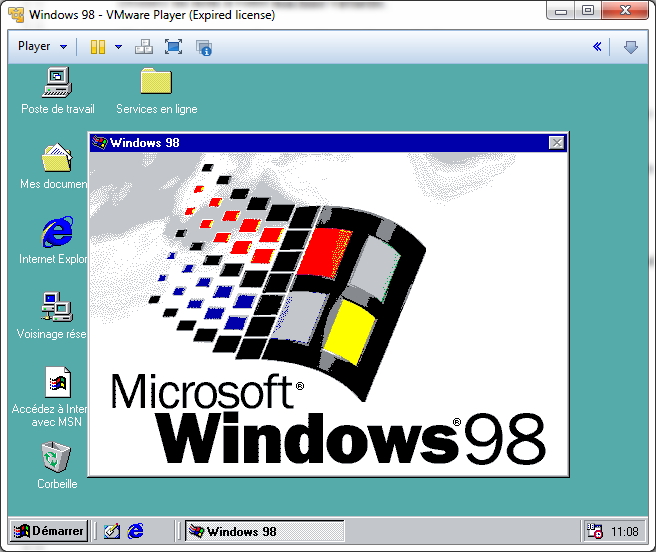 Windows 98 - VMware Player (Expired license)
Player
Poste de travail
Services en ligne
Windows 98
Mes documen
Internet Explor
Voisinage rése
Accédez à Inter
avec MSN
Corbeille
Microsoft®
Windows®98
Démarrer
Windows 98
11:08